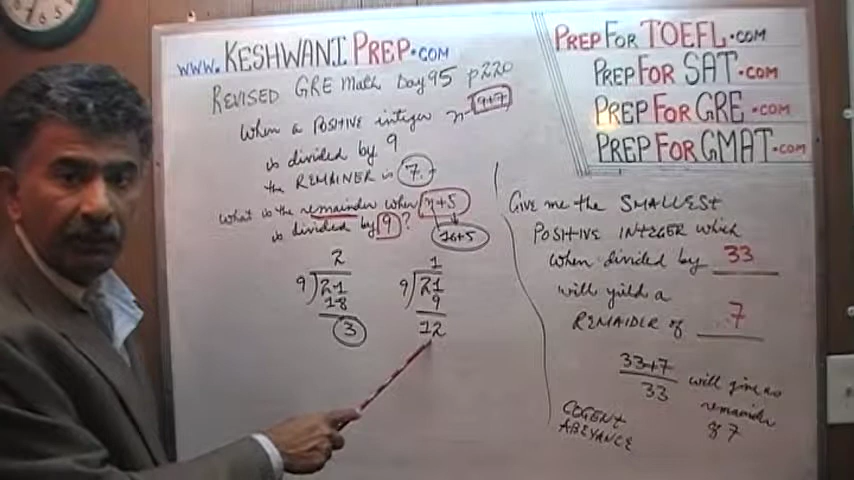 www. KESHWANI PREP.COM
REVISED GRE Math Day 95 p220
When a POSITIVE integer n 9+7
is divided by 9
the REMAINER is 7.
what is the remainder when n+5
is divided by 9?
16+5
2
9)21
18
3
1
9)21
9
12
PREP FOR TOEFL.COM
PREP FOR SAT.COM
PREP FOR GRE.COM
PREP FOR GMAT.COM
Give me the SMALLEST
POSITIVE INTEGER which
when divided by 33
will yield a
REMAIDER of 7
33+7
33
will give us
remainder
of 7
COGENT
ABEYANCE